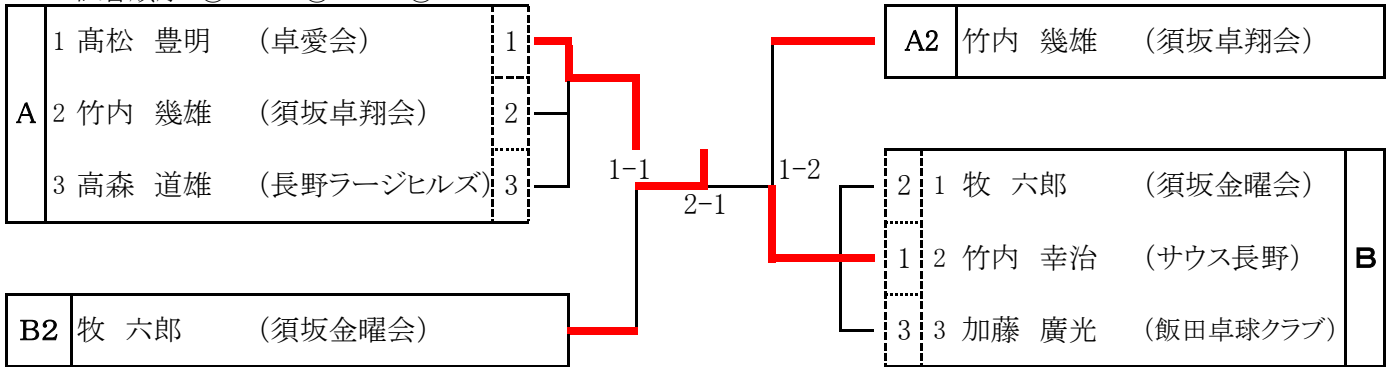 1 髙松 豊明 (卓愛会) 1
A 2 竹内 幾雄 (須坂卓翔会) 2
3 高森 道雄 (長野ラージヒルズ) 3
B2 牧 六郎 (須坂金曜会)
1-1
2-1
1-2
A2 竹内 幾雄 (須坂卓翔会)
2 1 牧 六郎 (須坂金曜会)
1 2 竹内 幸治 (サウス長野) B
3 3 加藤 廣光 (飯田卓球クラブ)